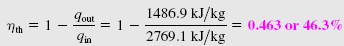 η_th = 1 − q_out / q_in = 1 − 1486.9 kJ/kg / 2769.1 kJ/kg = 0.463 or 46.3%